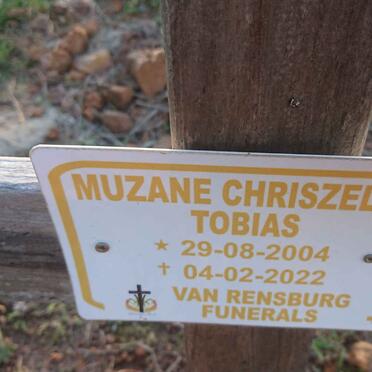 MUZANE CHRISZEL
TOBIAS
★ 29-08-2004
✝ 04-02-2022
VAN RENSBURG
FUNERALS